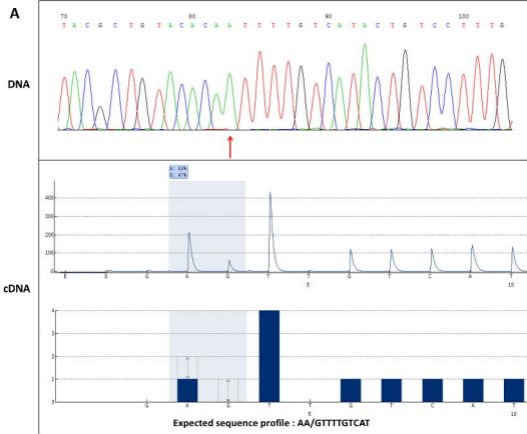 A
70 80 90 100
T A C G C T G T A C A C A A T T T T G T C A T A C T G T C C T T T G
DNA
G: 47%
400
300
200
100
0
E S G A G T T G T C A T
5 10
cDNA
4
3
2
1
0
G A G T T G T C A T
5 10
Expected sequence profile : AA/GTTTTGTCAT